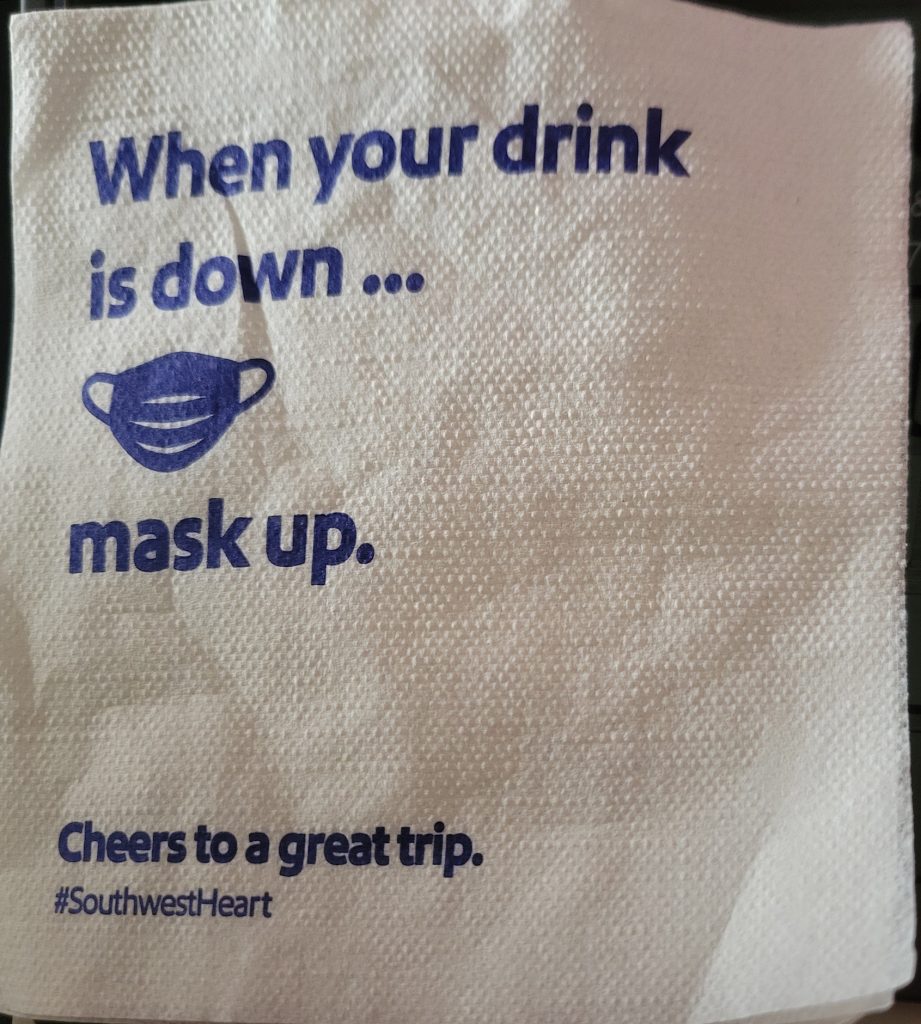 When your drink
is down ...
mask up.
Cheers to a great trip.
#SouthwestHeart